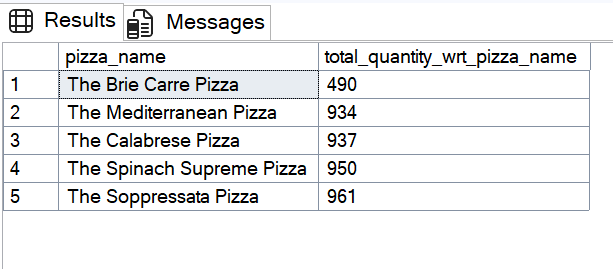 Results Messages
pizza_name total_quantity_wrt_pizza_name
1 The Brie Carre Pizza 490
2 The Mediterranean Pizza 934
3 The Calabrese Pizza 937
4 The Spinach Supreme Pizza 950
5 The Soppressata Pizza 961